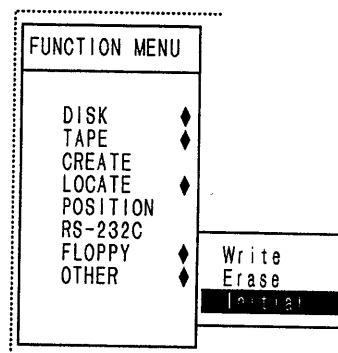 FUNCTION MENU
DISK ♦
TAPE ♦
CREATE
LOCATE ♦
POSITION
RS-232C
FLOPPY ♦
OTHER ♦
Write
Erase
Initial